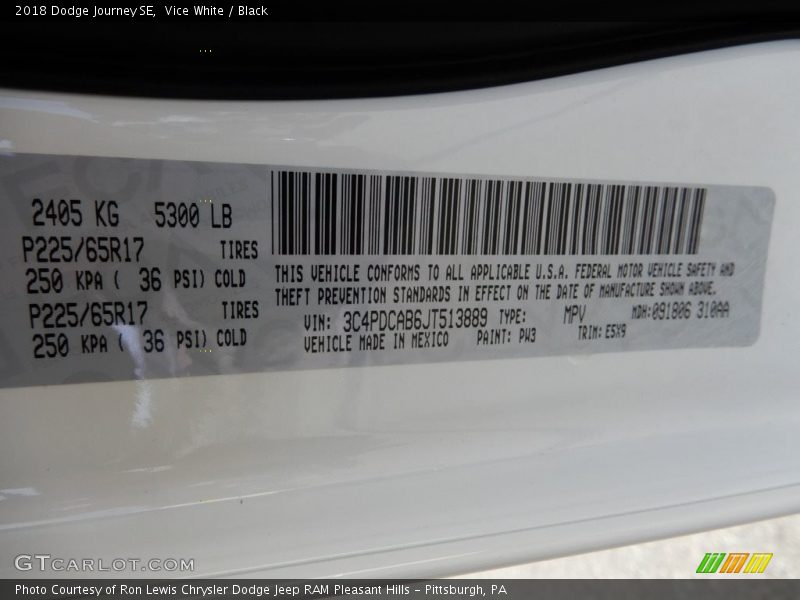 2018 Dodge Journey SE, Vice White / Black
2405 KG 5300 LB
P225/65R17 TIRES
250 KPA ( 36 PSI) COLD
P225/65R17 TIRES
250 KPA ( 36 PSI) COLD
THIS VEHICLE CONFORMS TO ALL APPLICABLE U.S.A. FEDERAL MOTOR VEHICLE SAFETY AND
THEFT PREVENTION STANDARDS IN EFFECT ON THE DATE OF MANUFACTURE SHOWN ABOVE.
VIN: 3C4PDCAB6JT513889 TYPE: MPV MDH:091806 310AA
VEHICLE MADE IN MEXICO PAINT: PW3 TRIM: E5X9
GTCARLOT.COM
Photo Courtesy of Ron Lewis Chrysler Dodge Jeep RAM Pleasant Hills - Pittsburgh, PA